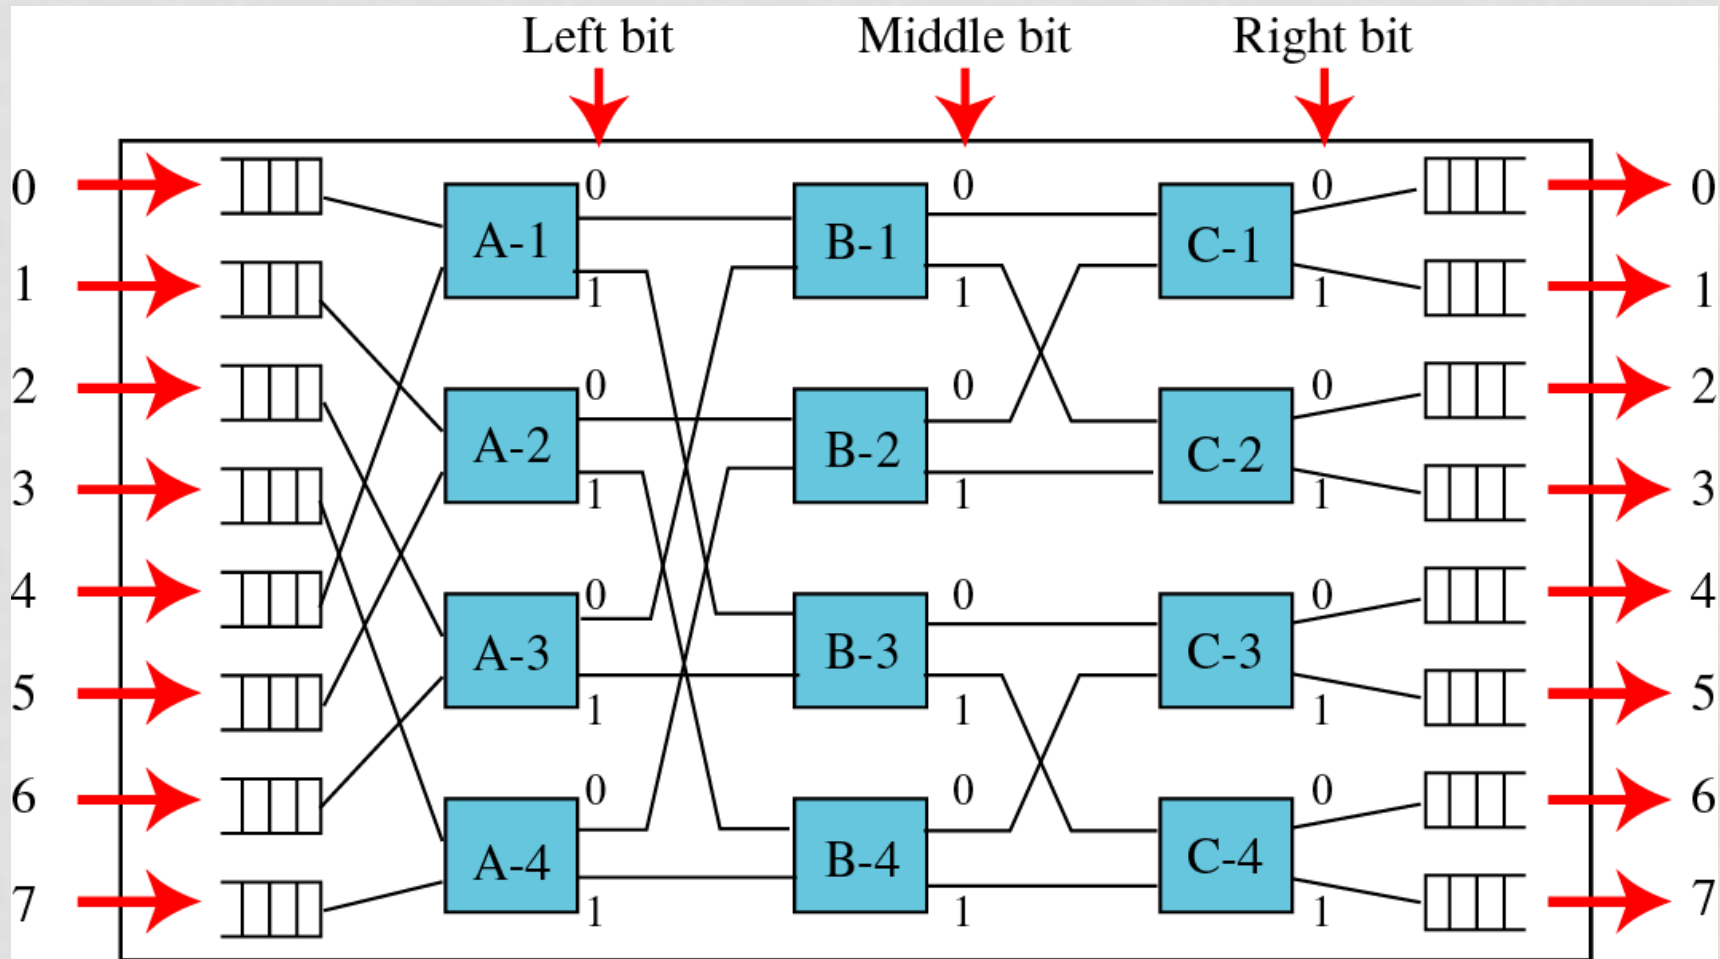 Left bit Middle bit Right bit
0 0 0 0 0
A-1 B-1 C-1
1 1 1 1 1
2 0 0 0 2
A-2 B-2 C-2
3 1 1 1 3
4 0 0 0 4
A-3 B-3 C-3
5 1 1 1 5
6 0 0 0 6
A-4 B-4 C-4
7 1 1 1 7